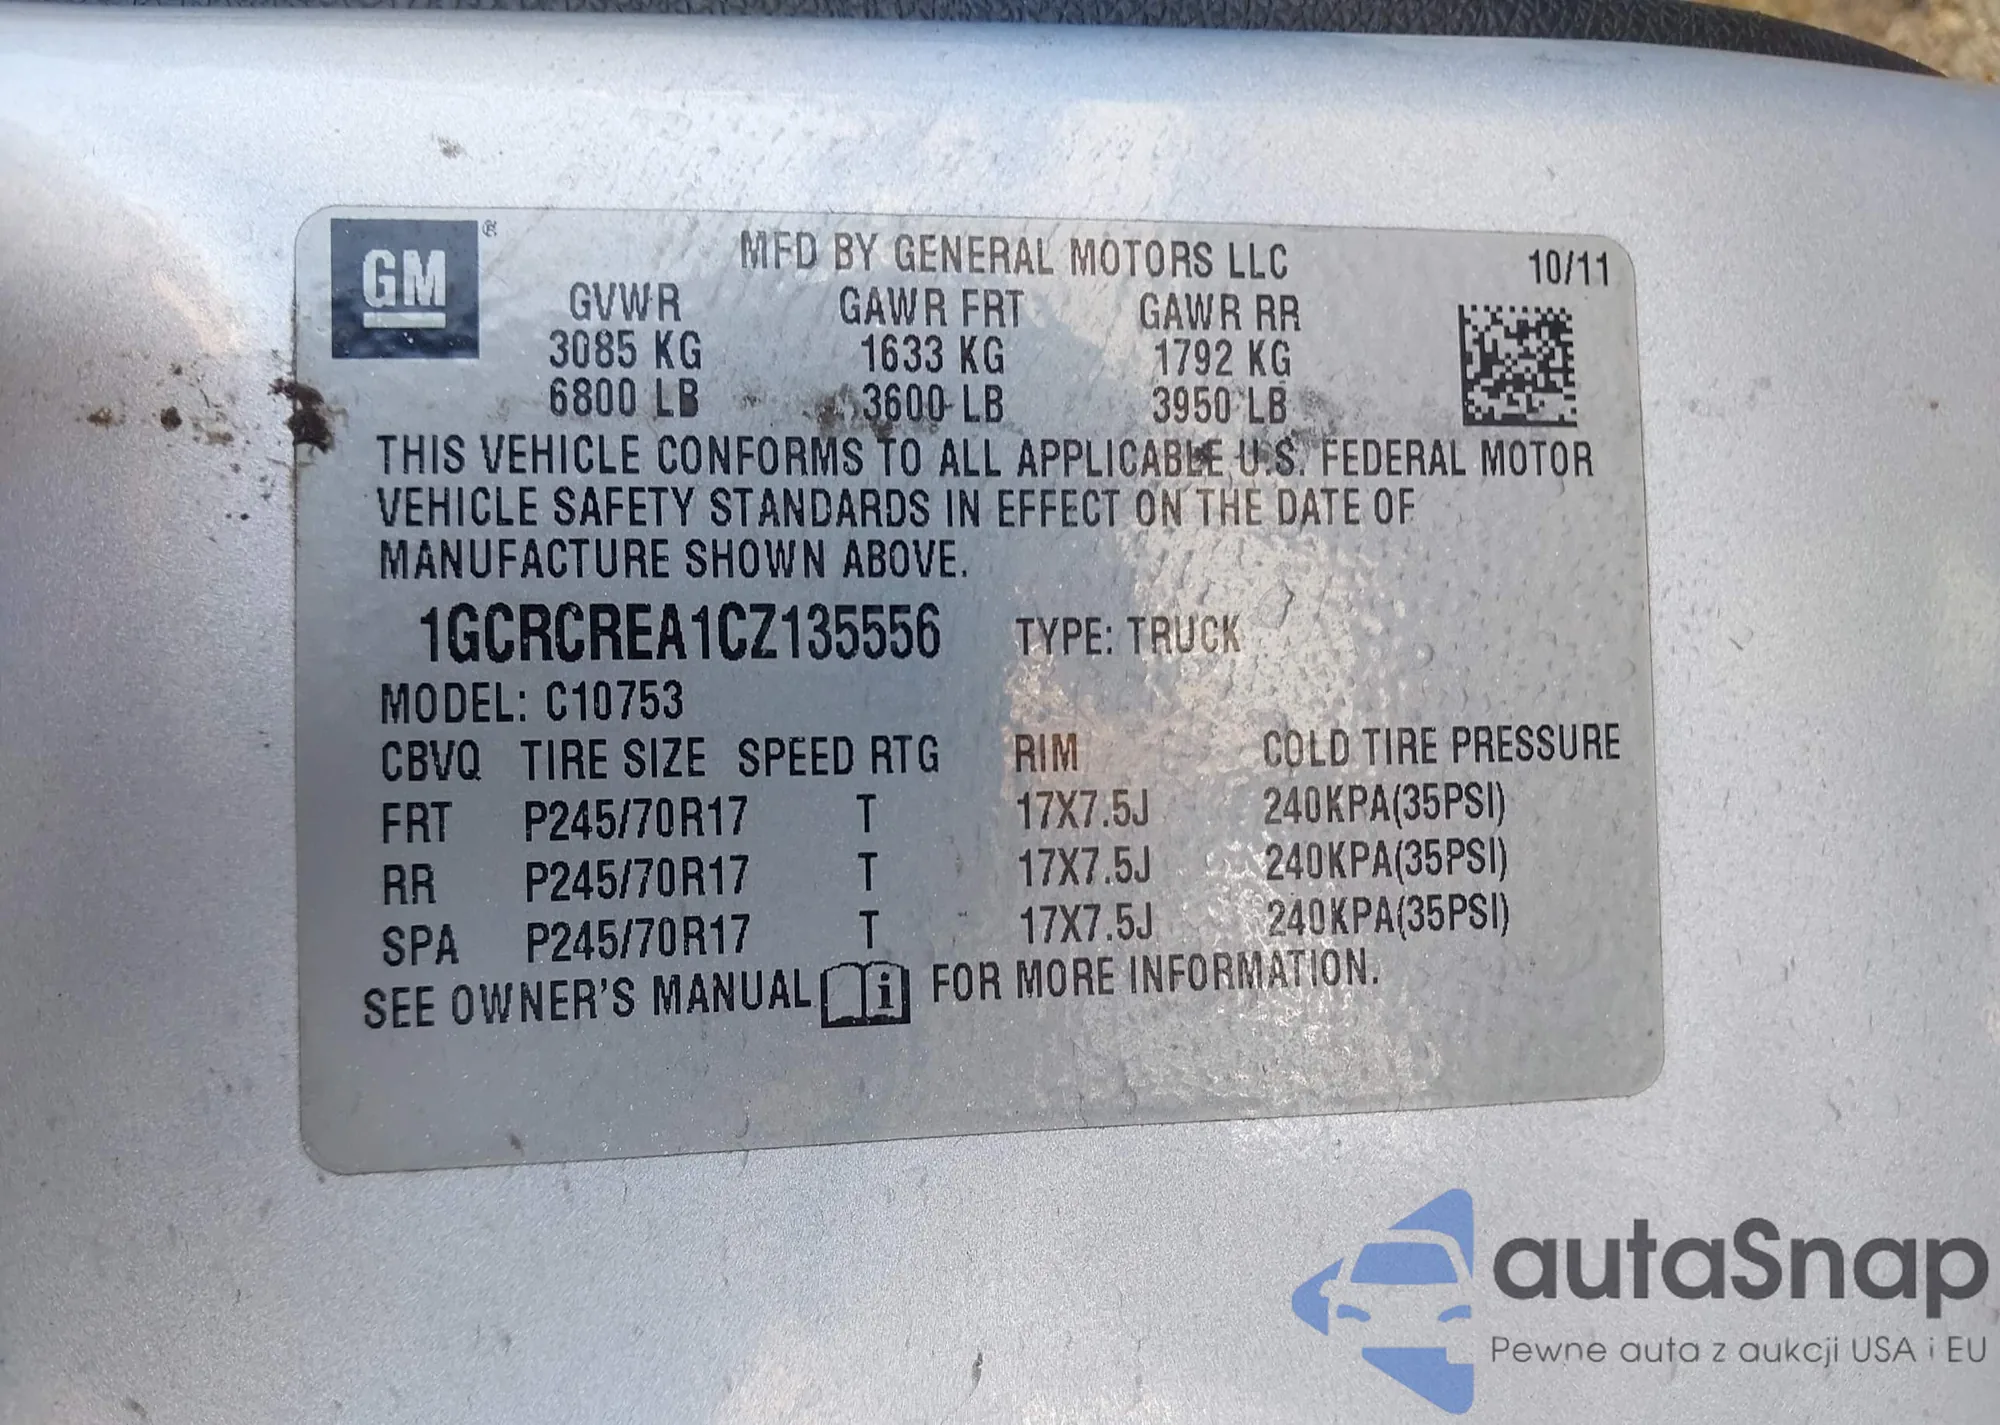 GM®
MFD BY GENERAL MOTORS LLC 10/11
GVWR GAWR FRT GAWR RR
3085 KG 1633 KG 1792 KG
6800 LB 3600 LB 3950 LB
THIS VEHICLE CONFORMS TO ALL APPLICABLE U.S. FEDERAL MOTOR
VEHICLE SAFETY STANDARDS IN EFFECT ON THE DATE OF
MANUFACTURE SHOWN ABOVE.
1GCRCREA1CZ135556 TYPE: TRUCK
MODEL: C10753
CBVQ TIRE SIZE SPEED RTG RIM COLD TIRE PRESSURE
FRT P245/70R17 T 17X7.5J 240KPA(35PSI)
RR P245/70R17 T 17X7.5J 240KPA(35PSI)
SPA P245/70R17 T 17X7.5J 240KPA(35PSI)
SEE OWNER'S MANUAL i FOR MORE INFORMATION.
autaSnap
Pewne auta z aukcji USA i EU